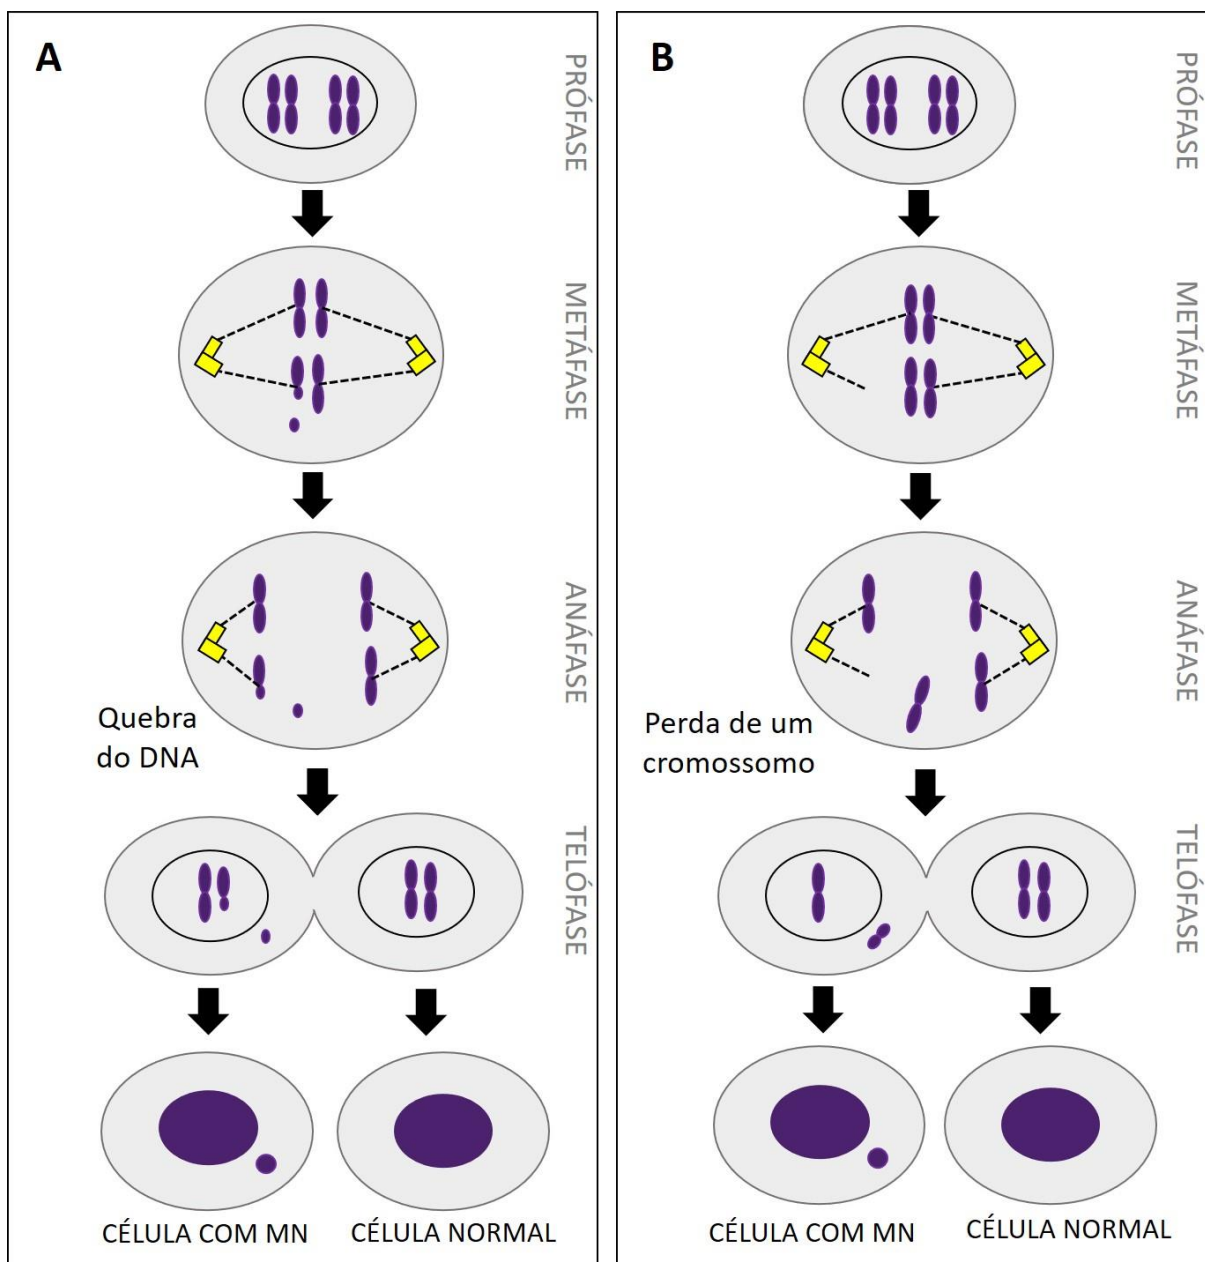 A
PRÓFASE
METÁFASE
ANÁFASE
Quebra
do DNA
TELÓFASE
CÉLULA COM MN
CÉLULA NORMAL
B
PRÓFASE
METÁFASE
ANÁFASE
Perda de um
cromossomo
TELÓFASE
CÉLULA COM MN
CÉLULA NORMAL